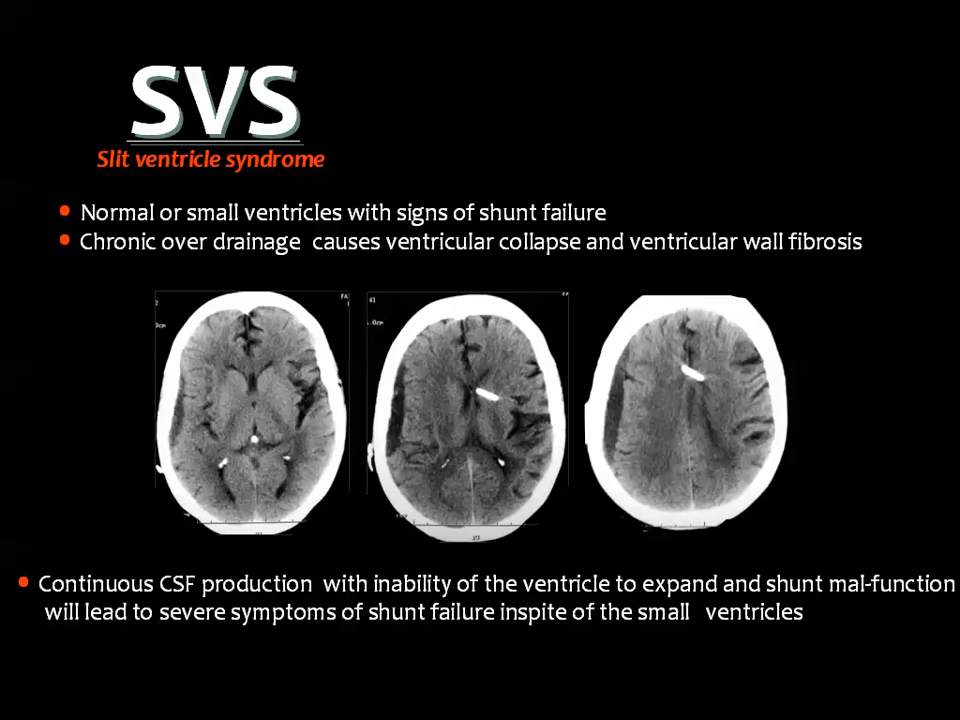 SVS
Slit ventricle syndrome
• Normal or small ventricles with signs of shunt failure
• Chronic over drainage causes ventricular collapse and ventricular wall fibrosis
41
• Continuous CSF production with inability of the ventricle to expand and shunt mal-function
will lead to severe symptoms of shunt failure inspite of the small ventricles